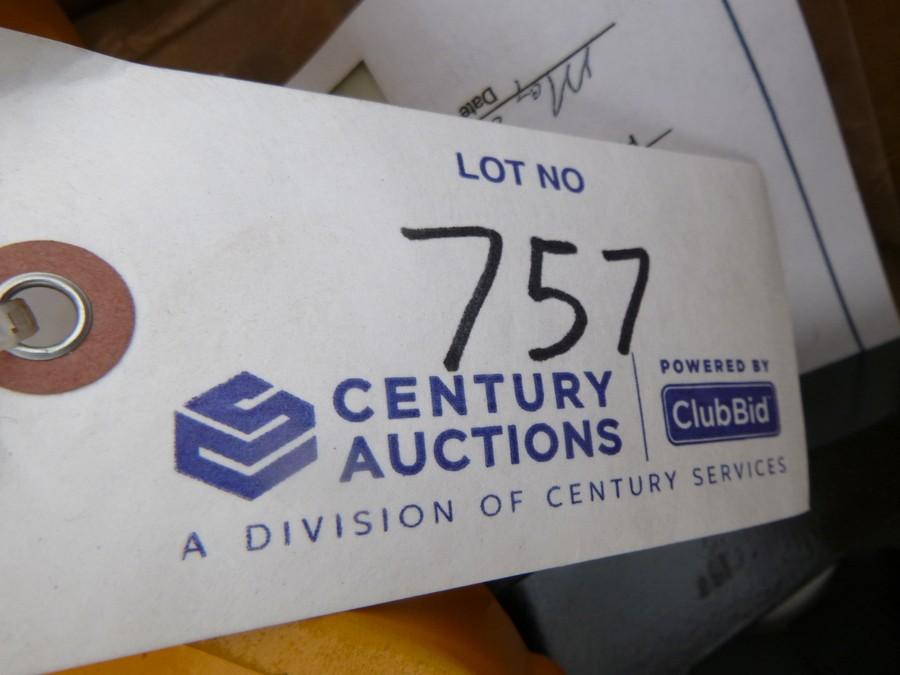 Date
LOT NO
757
CENTURY
AUCTIONS
POWERED BY
ClubBid
A DIVISION OF CENTURY SERVICES